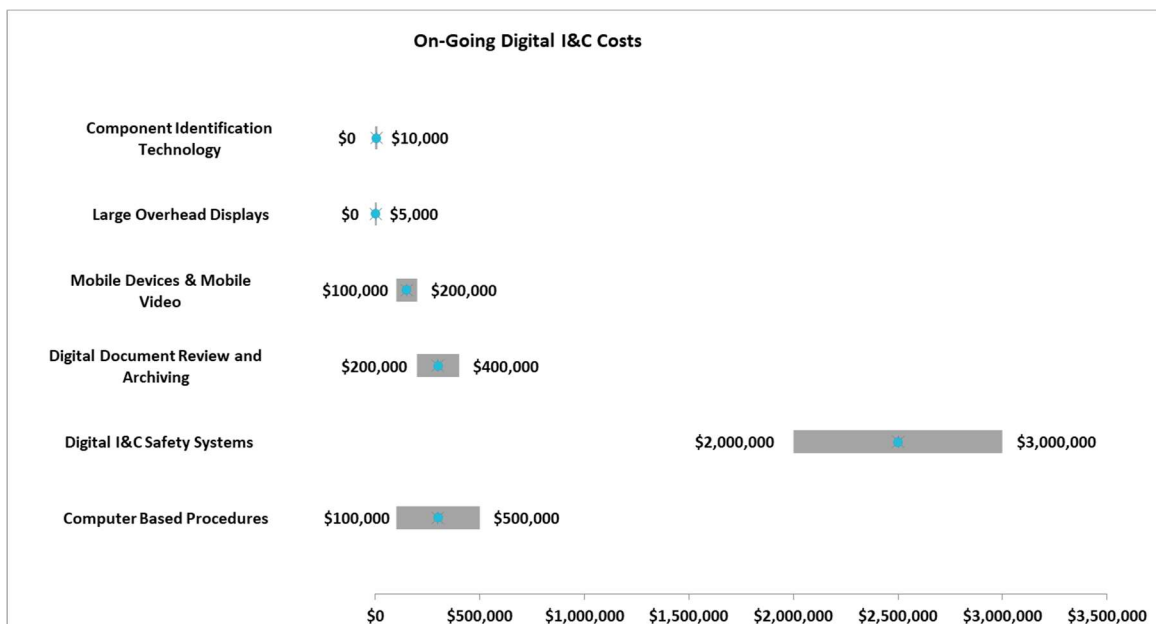 On-Going Digital I&C Costs
Component Identification
Technology
$0
$10,000
Large Overhead Displays
$0
$5,000
Mobile Devices & Mobile
Video
$100,000
$200,000
Digital Document Review and
Archiving
$200,000
$400,000
Digital I&C Safety Systems
$2,000,000
$3,000,000
Computer Based Procedures
$100,000
$500,000
$0
$500,000
$1,000,000
$1,500,000
$2,000,000
$2,500,000
$3,000,000
$3,500,000